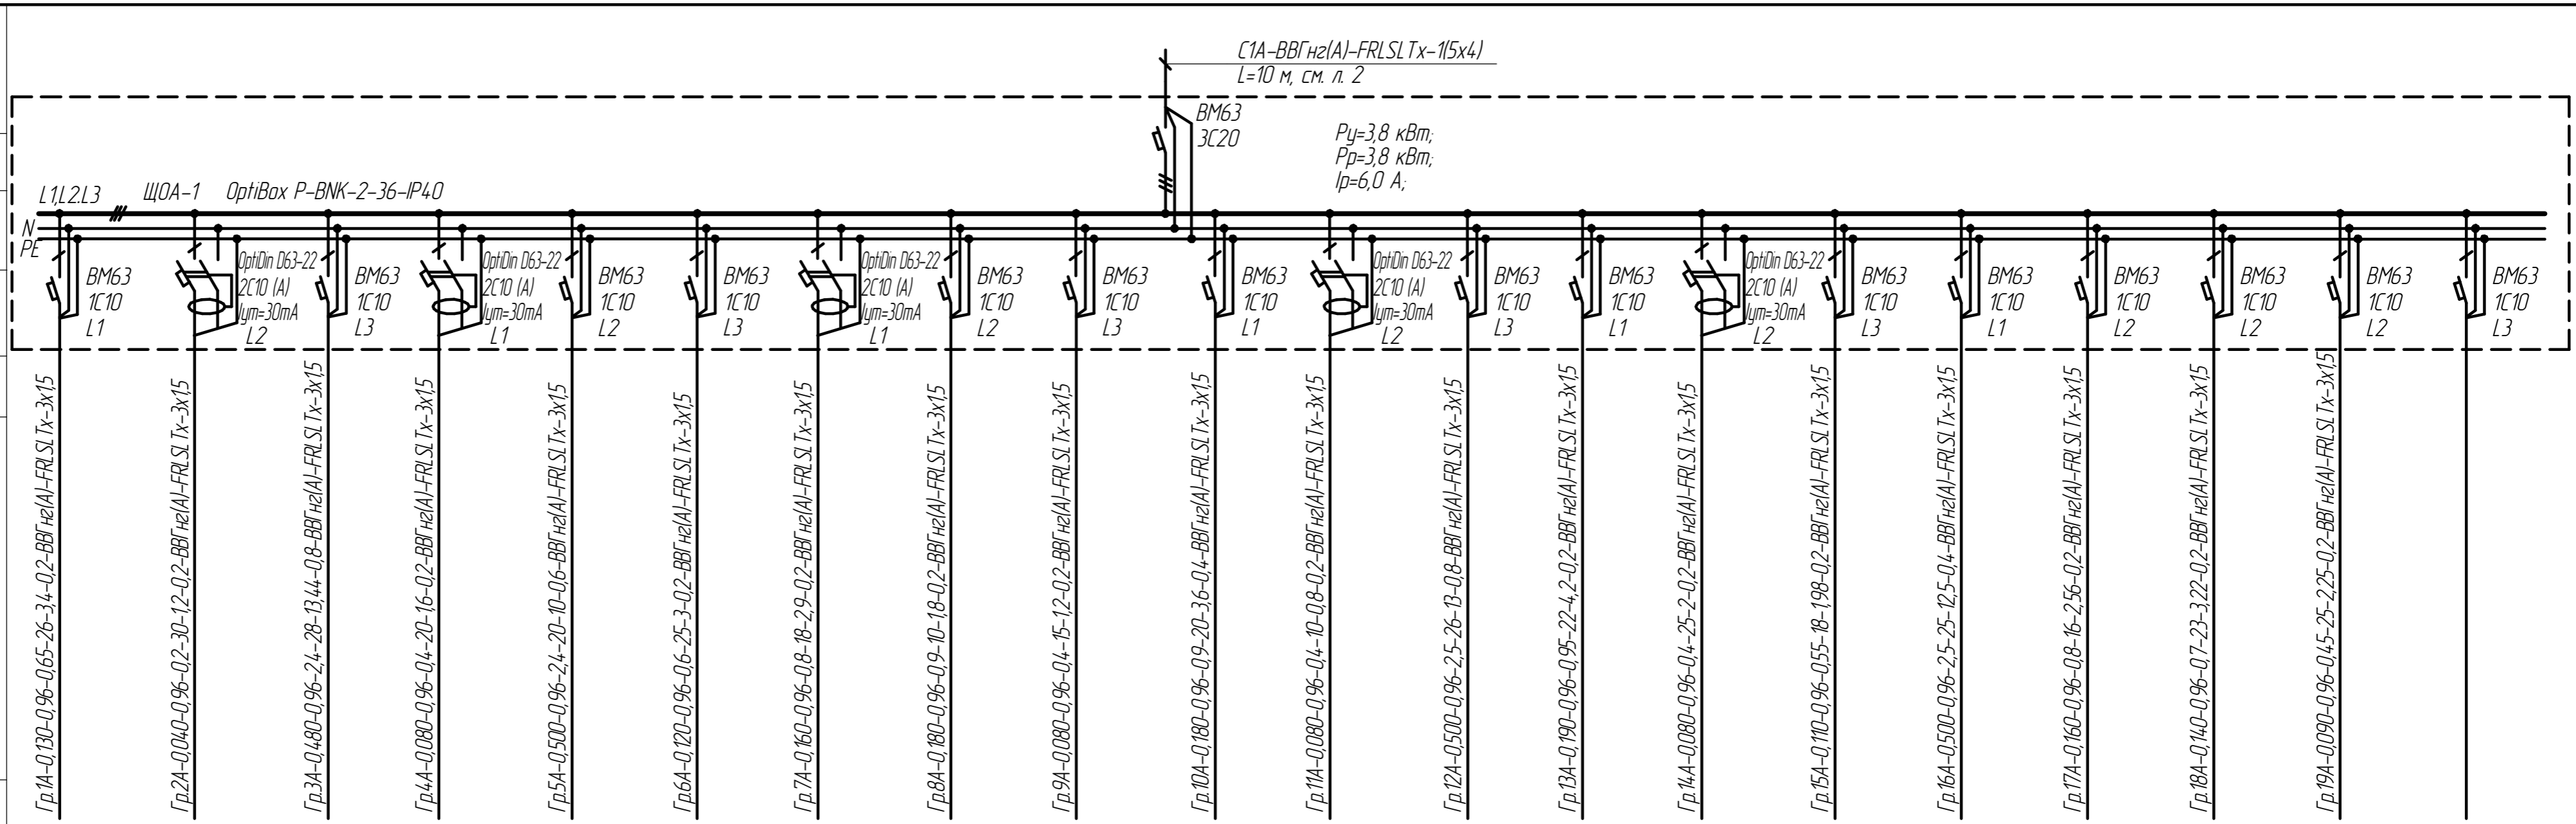 С1А-ВВГнг(А)-FRLSLTx-1(5х4)
L=10 м, см. л. 2
ВМ63
3С20
Ру=3,8 кВт;
Рр=3,8 кВт;
Iр=6,0 А;
L1,L2.L3
ЩОА-1 OptiBox P-BNK-2-36-IP40
N
PE
ВМ63
1С10
L1
OptiDin D63-22
2С10 (А)
Iут=30mA
L2
ВМ63
1С10
L3
OptiDin D63-22
2С10 (А)
Iут=30mA
L1
ВМ63
1С10
L2
ВМ63
1С10
L3
OptiDin D63-22
2С10 (А)
Iут=30mA
L1
ВМ63
1С10
L2
ВМ63
1С10
L3
ВМ63
1С10
L1
OptiDin D63-22
2С10 (А)
Iут=30mA
L2
ВМ63
1С10
L3
ВМ63
1С10
L1
OptiDin D63-22
2С10 (А)
Iут=30mA
L2
ВМ63
1С10
L3
ВМ63
1С10
L1
ВМ63
1С10
L2
ВМ63
1С10
L2
ВМ63
1С10
L2
ВМ63
1С10
L3
Гр.1А-0,130-0,96-0,65-26-3,4-0,2-ВВГнг(А)-FRLSLTx-3х1,5
Гр.2А-0,040-0,96-0,2-30-1,2-0,2-ВВГнг(А)-FRLSLTx-3х1,5
Гр.3А-0,480-0,96-2,4-28-13,44-0,8-ВВГнг(А)-FRLSLTx-3х1,5
Гр.4А-0,080-0,96-0,4-20-1,6-0,2-ВВГнг(А)-FRLSLTx-3х1,5
Гр.5А-0,500-0,96-2,4-20-10-0,6-ВВГнг(А)-FRLSLTx-3х1,5
Гр.6А-0,120-0,96-0,6-25-3-0,2-ВВГнг(А)-FRLSLTx-3х1,5
Гр.7А-0,160-0,96-0,8-18-2,9-0,2-ВВГнг(А)-FRLSLTx-3х1,5
Гр.8А-0,180-0,96-0,9-10-1,8-0,2-ВВГнг(А)-FRLSLTx-3х1,5
Гр.9А-0,080-0,96-0,4-15-1,2-0,2-ВВГнг(А)-FRLSLTx-3х1,5
Гр.10А-0,180-0,96-0,9-20-3,6-0,4-ВВГнг(А)-FRLSLTx-3х1,5
Гр.11А-0,080-0,96-0,4-10-0,8-0,2-ВВГнг(А)-FRLSLTx-3х1,5
Гр.12А-0,500-0,96-2,5-26-13-0,8-ВВГнг(А)-FRLSLTx-3х1,5
Гр.13А-0,190-0,96-0,95-22-4,2-0,2-ВВГнг(А)-FRLSLTx-3х1,5
Гр.14А-0,080-0,96-0,4-25-2-0,2-ВВГнг(А)-FRLSLTx-3х1,5
Гр.15А-0,110-0,96-0,55-18-1,98-0,2-ВВГнг(А)-FRLSLTx-3х1,5
Гр.16А-0,500-0,96-2,5-25-12,5-0,4-ВВГнг(А)-FRLSLTx-3х1,5
Гр.17А-0,160-0,96-0,8-16-2,56-0,2-ВВГнг(А)-FRLSLTx-3х1,5
Гр.18А-0,140-0,96-0,7-23-3,22-0,2-ВВГнг(А)-FRLSLTx-3х1,5
Гр.19А-0,090-0,96-0,45-25-2,25-0,2-ВВГнг(А)-FRLSLTx-3х1,5